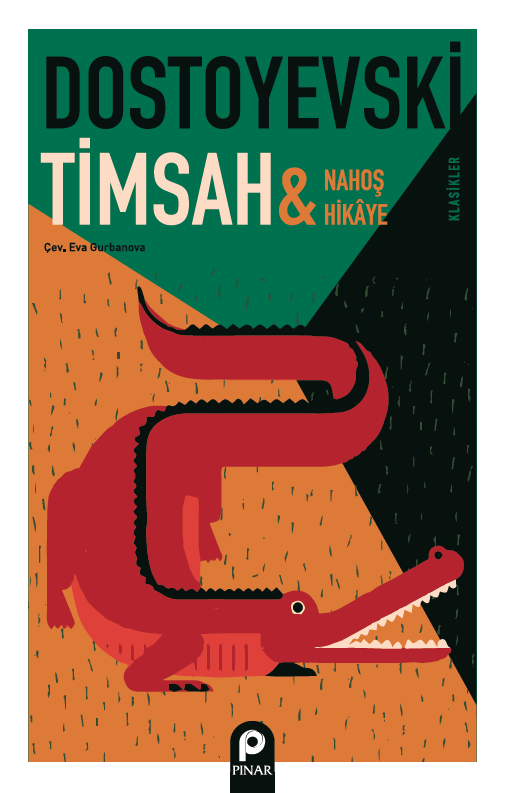 DOSTOYEVSKİ
TİMSAH & NAHOŞ
HİKÂYE
KLASİKLER
Çev. Eva Gurbanova
PINAR